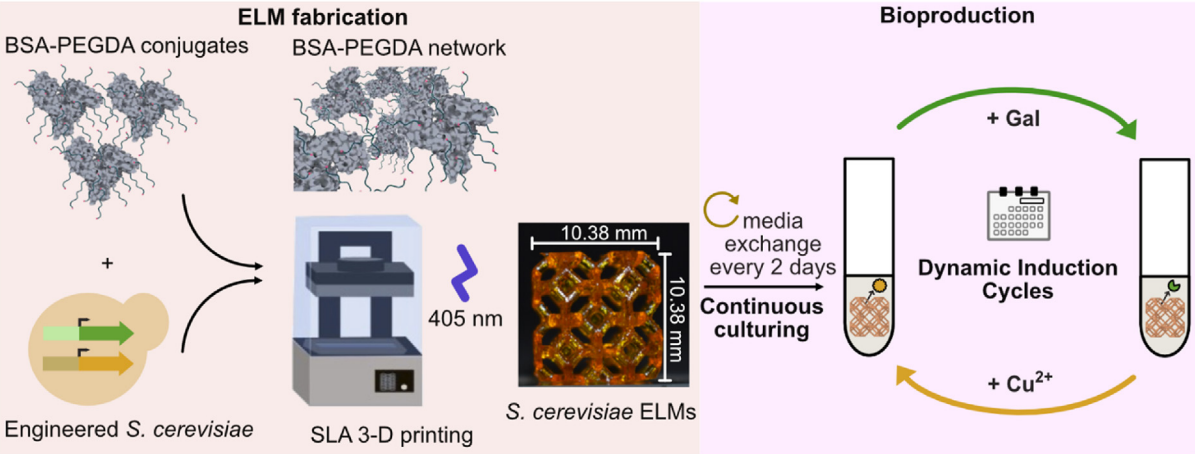 ELM fabrication
BSA-PEGDA conjugates
BSA-PEGDA network
+
Engineered S. cerevisiae
SLA 3-D printing
405 nm
10.38 mm
10.38 mm
S. cerevisiae ELMs
Bioproduction
media
exchange
every 2 days
Continuous
culturing
+ Gal
Dynamic Induction
Cycles
+ Cu²⁺